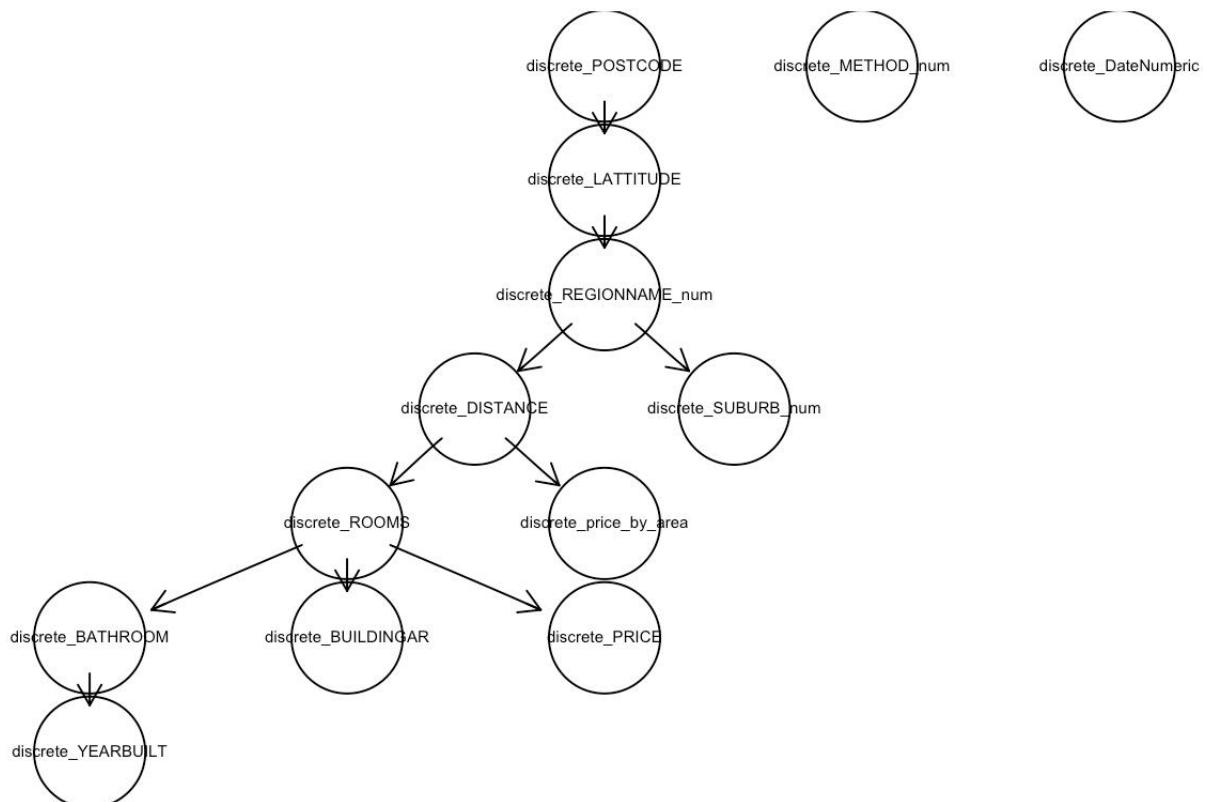 discrete_POSTCODE
discrete_METHOD_num
discrete_DateNumeric
discrete_LATTITUDE
discrete_REGIONNAME_num
discrete_DISTANCE
discrete_SUBURB_num
discrete_ROOMS
discrete_price_by_area
discrete_BATHROOM
discrete_BUILDINGAR
discrete_PRICE
discrete_YEARBUILT